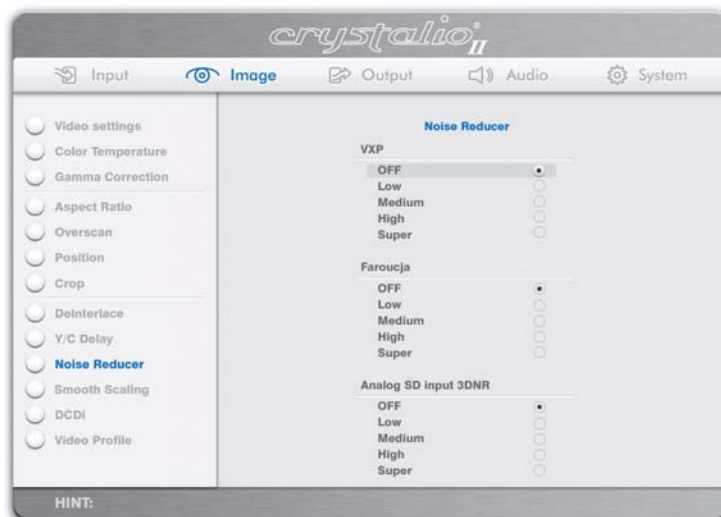 crystalio II
Input Image Output Audio System
Video settings
Color Temperature
Gamma Correction
Aspect Ratio
Overscan
Position
Crop
Deinterlace
Y/C Delay
Noise Reducer
Smooth Scaling
DCDi
Video Profile
Noise Reducer
VXP
OFF
Low
Medium
High
Super
Faroucja
OFF
Low
Medium
High
Super
Analog SD input 3DNR
OFF
Low
Medium
High
Super
HINT: